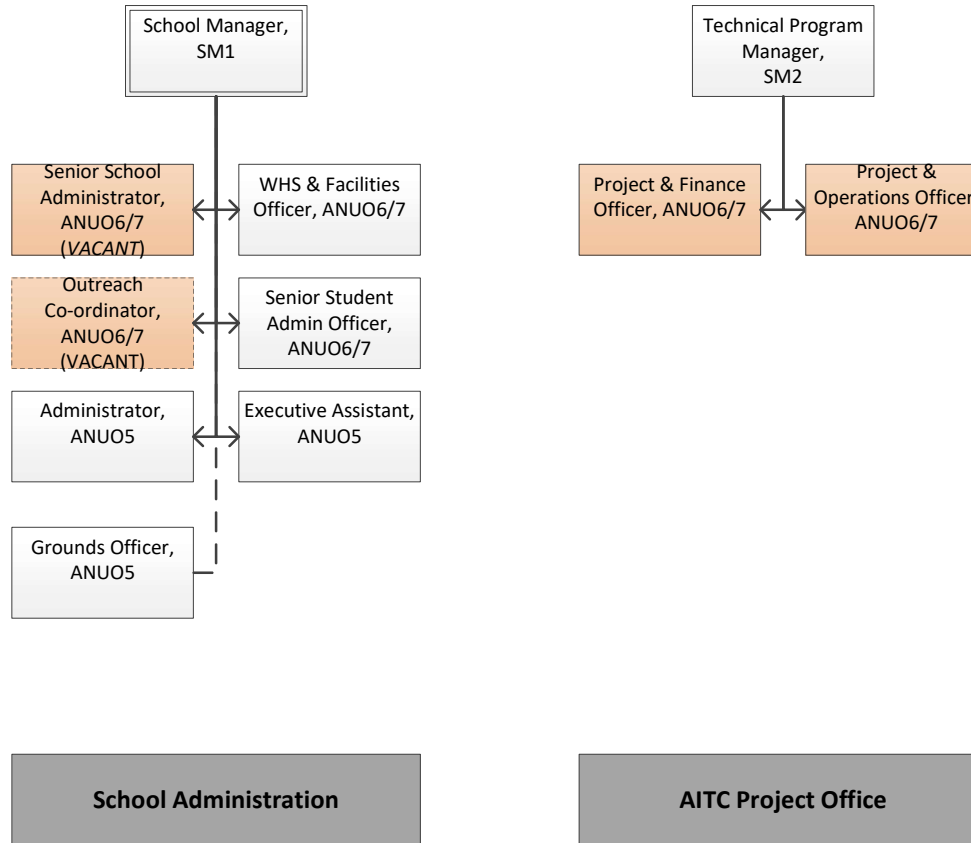 School Manager,
SM1
Technical Program
Manager,
SM2
Senior School
Administrator,
ANUO6/7
(VACANT)
WHS & Facilities
Officer, ANUO6/7
Project & Finance
Officer, ANUO6/7
Project &
Operations Officer
ANUO6/7
Outreach
Co-ordinator,
ANUO6/7
(VACANT)
Senior Student
Admin Officer,
ANUO6/7
Administrator,
ANUO5
Executive Assistant,
ANUO5
Grounds Officer,
ANUO5
School Administration
AITC Project Office